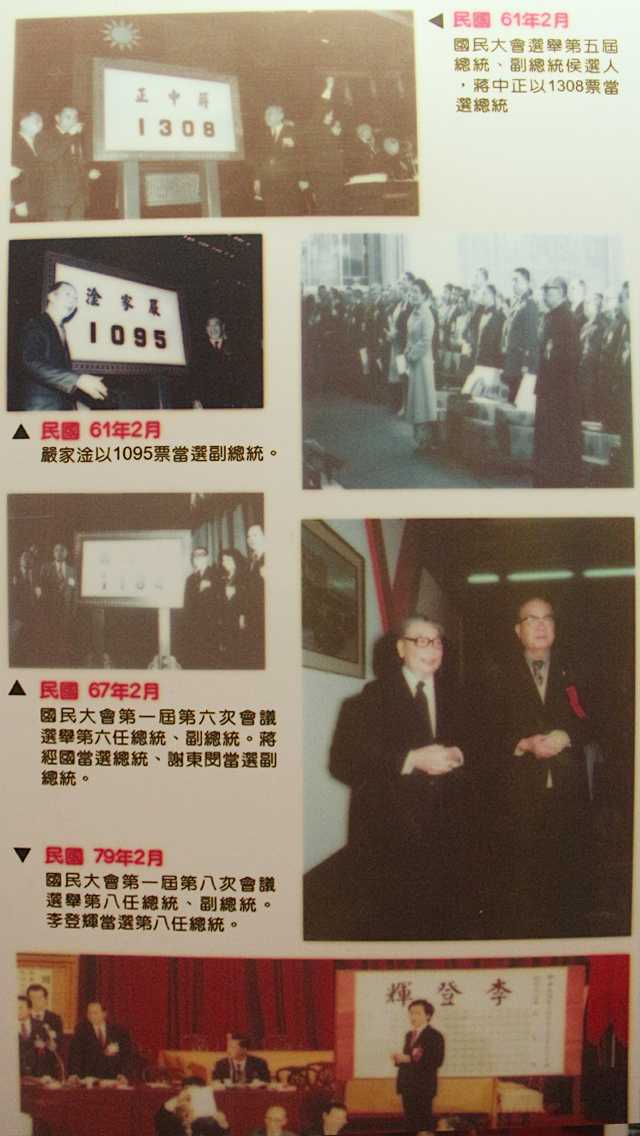 ◀ 民國 61年2月
國民大會選舉第五屆
總統、副總統侯選人
，蔣中正以1308票當
選總統
正中蔣
1308
淦家嚴
1095
▲ 民國 61年2月
嚴家淦以1095票當選副總統。
▲ 民國 67年2月
國民大會第一屆第六次會議
選舉第六任總統、副總統。蔣
經國當選總統、謝東閔當選副
總統。
▼ 民國 79年2月
國民大會第一屆第八次會議
選舉第八任總統、副總統。
李登輝當選第八任總統。
輝登李